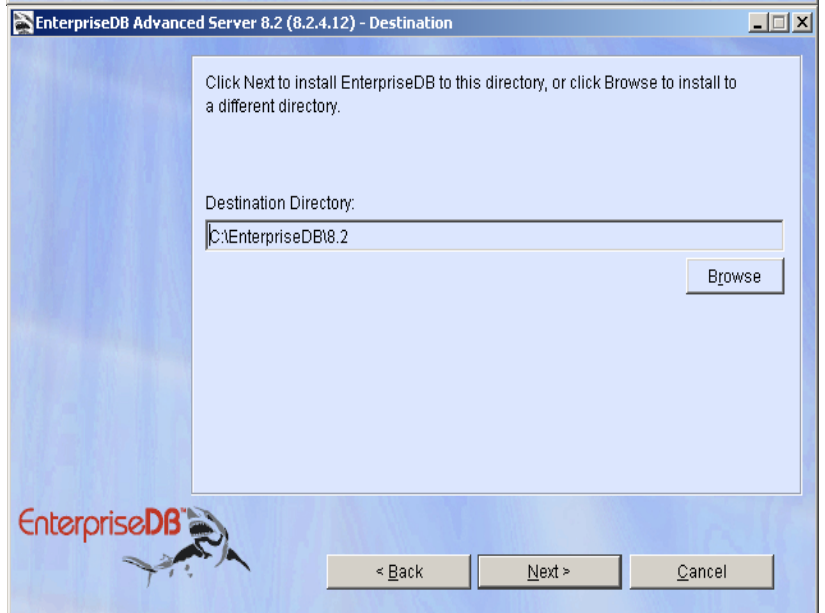 EnterpriseDB Advanced Server 8.2 (8.2.4.12) - Destination
Click Next to install EnterpriseDB to this directory, or click Browse to install to
a different directory.
Destination Directory:
C:\EnterpriseDB\8.2
Browse
EnterpriseDB™
< Back Next > Cancel